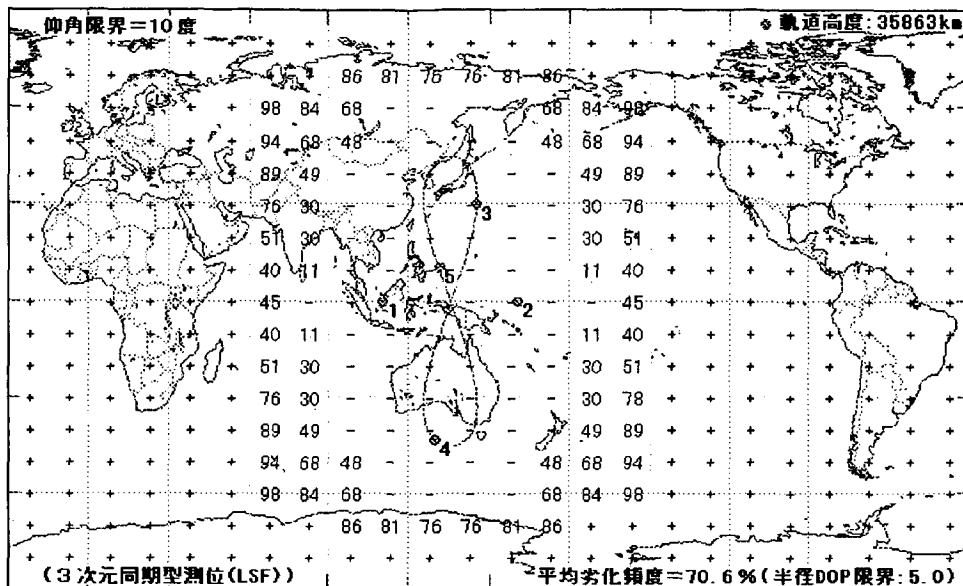 仰角限界＝10度
軌道高度:35863km
86 81 76 76 81 86
98 84 68 68 84 98
94 68 48 48 68 94
89 49 49 89
76 30 30 76
3
51 30 30 51
40 11 11 40
5
45 45
1 2
40 11 11 40
51 30 30 51
76 30 30 78
89 49 49 89
4
94 68 48 48 68 94
98 84 68 68 84 98
86 81 76 76 81 86
(３次元同期型測位(LSF))
平均劣化頻度＝70.6%(半径DOP限界:5.0)